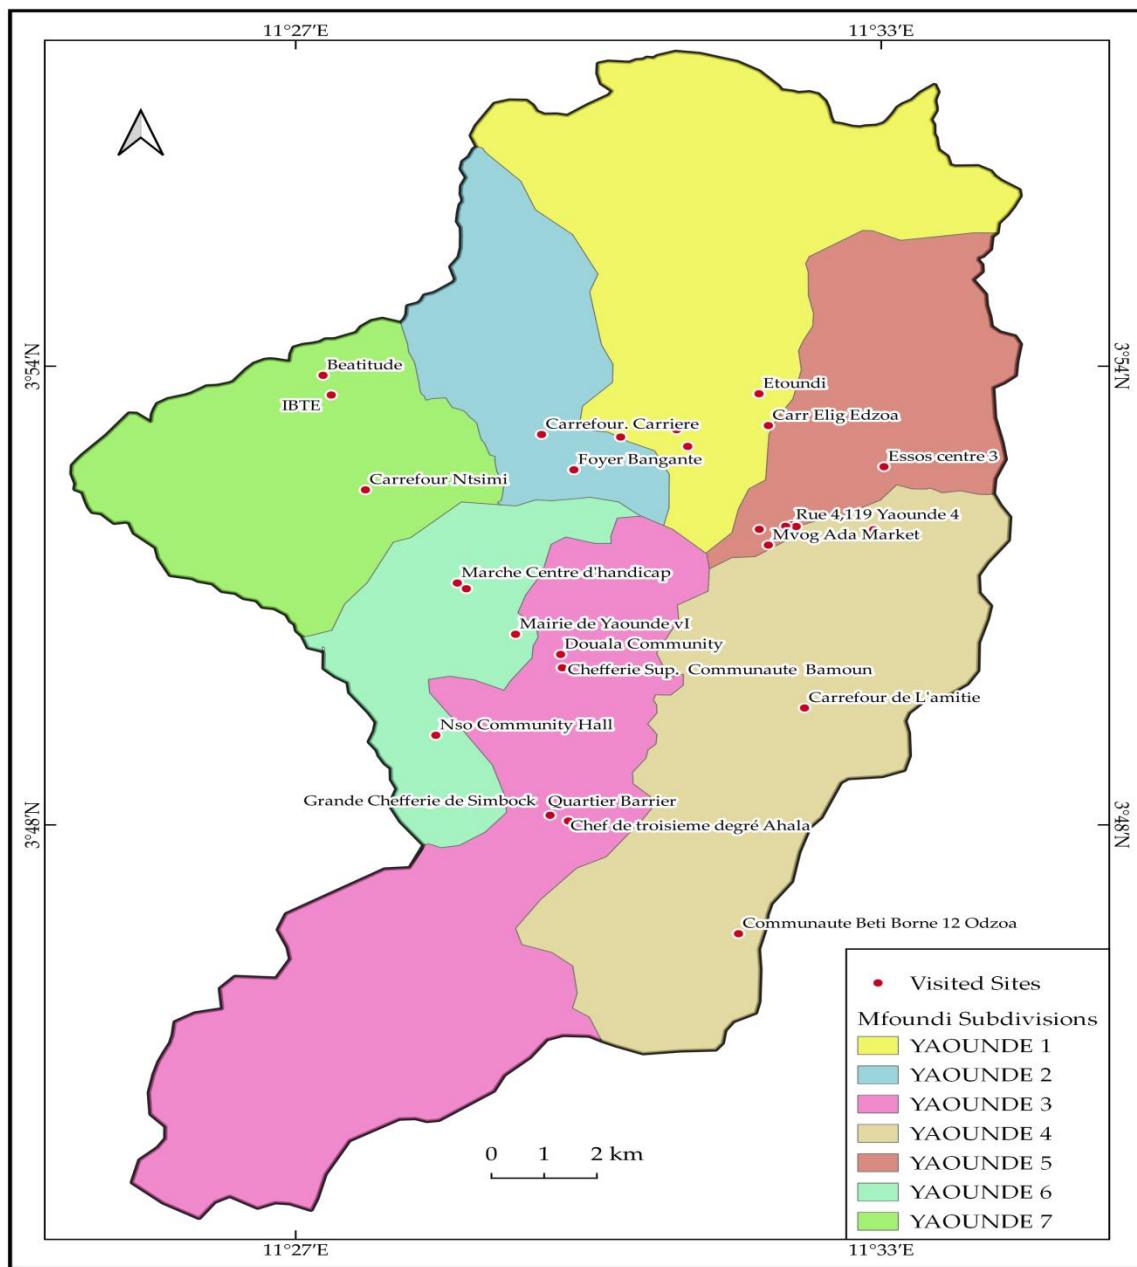 11°27'E
11°33'E
3°54'N
3°54'N
Beatitude
IBTE
Etoundi
Carrefour. Carriere
Carr Elig Edzoa
Foyer Bangante
Essos centre 3
Carrefour Ntsimi
Rue 4,119 Yaounde 4
Mvog Ada Market
Marche Centre d'handicap
Mairie de Yaounde vI
Douala Community
Chefferie Sup. Communaute Bamoun
Carrefour de L'amitie
Nso Community Hall
Grande Chefferie de Simbock
Quartier Barrier
Chef de troisieme degré Ahala
3°48'N
3°48'N
Communaute Beti Borne 12 Odzoa
Visited Sites
Mfoundi Subdivisions
YAOUNDE 1
YAOUNDE 2
YAOUNDE 3
YAOUNDE 4
YAOUNDE 5
YAOUNDE 6
YAOUNDE 7
0 1 2 km
11°27'E
11°33'E